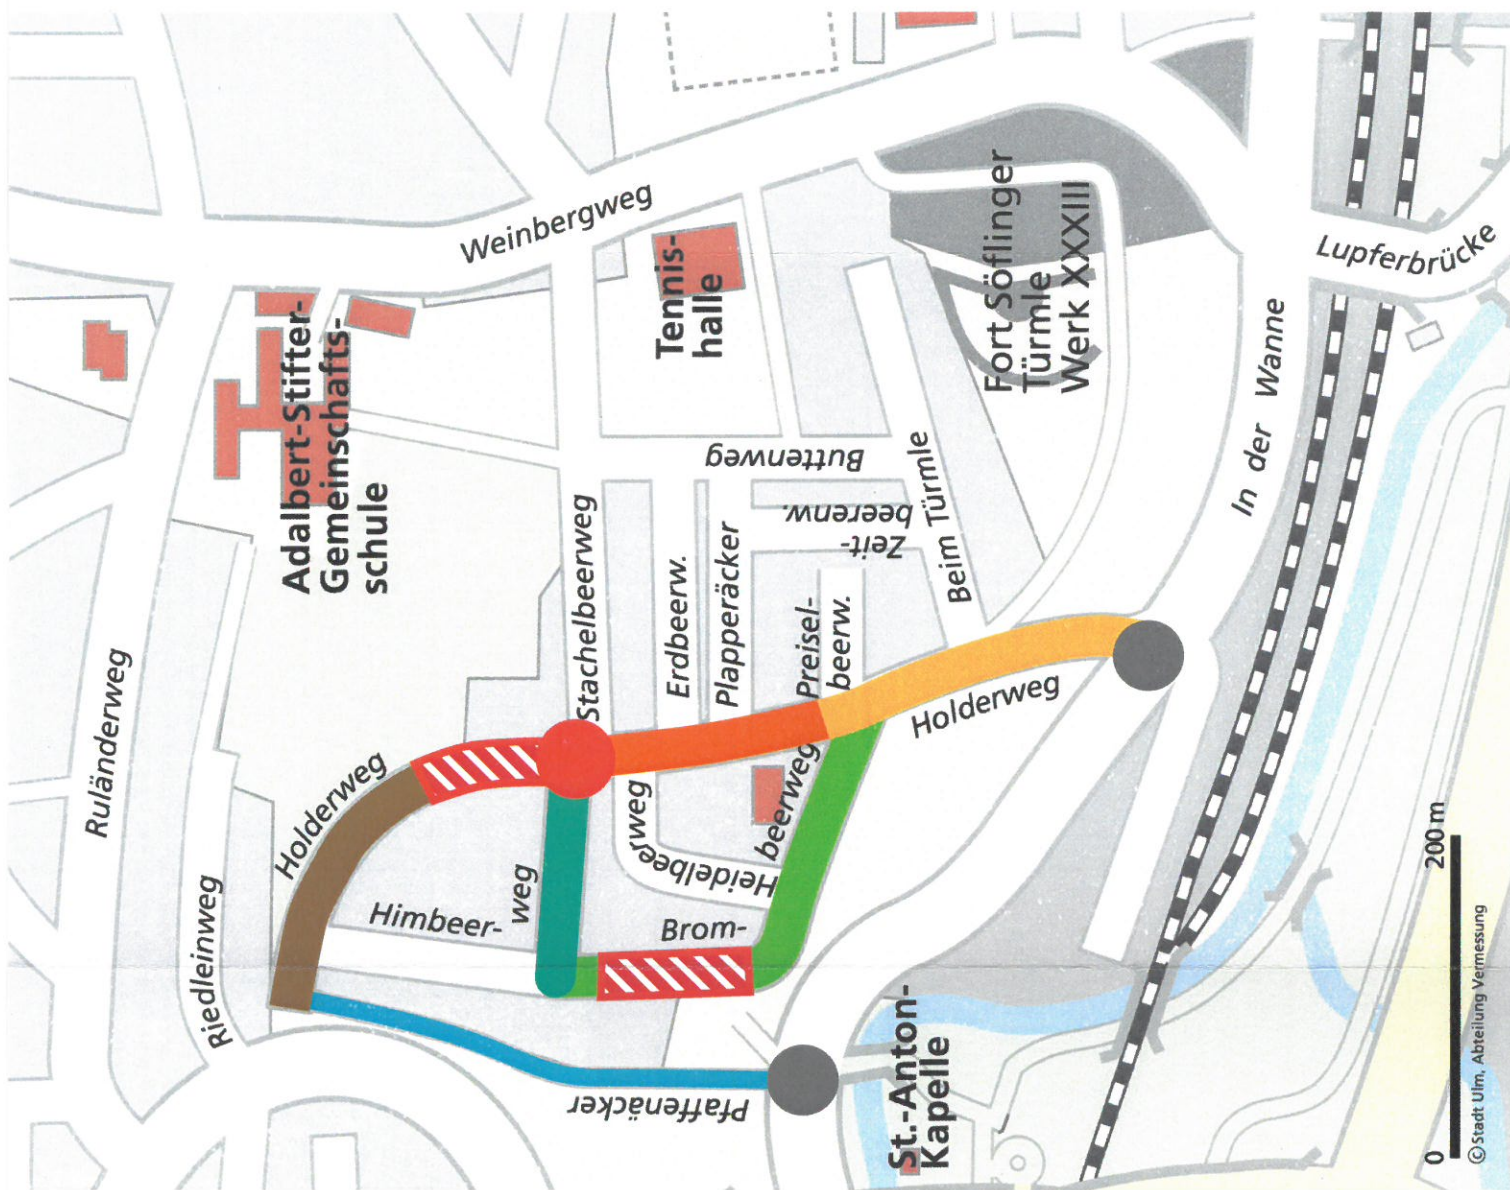 Weinbergweg
Tennis-
halle
Fort Söflinger
Türmle
Werk XXXIII
Lupferbrücke
In der Wanne
Adalbert-Stifter-
Gemeinschafts-
schule
Ruländerweg
Riedleinweg
Holderweg
Himbeer-
weg
Stachelbeerweg
Erdbeerw.
Plapperäcker
Preisel-
beerw.
Buttenweg
Zeit-
beerenw.
Beim Türmle
Holderweg
Heidelbeerweg
Brom-
beerweg
Pfaffenäcker
St.-Anton-
Kapelle
0 200 m
©Stadt Ulm, Abteilung Vermessung